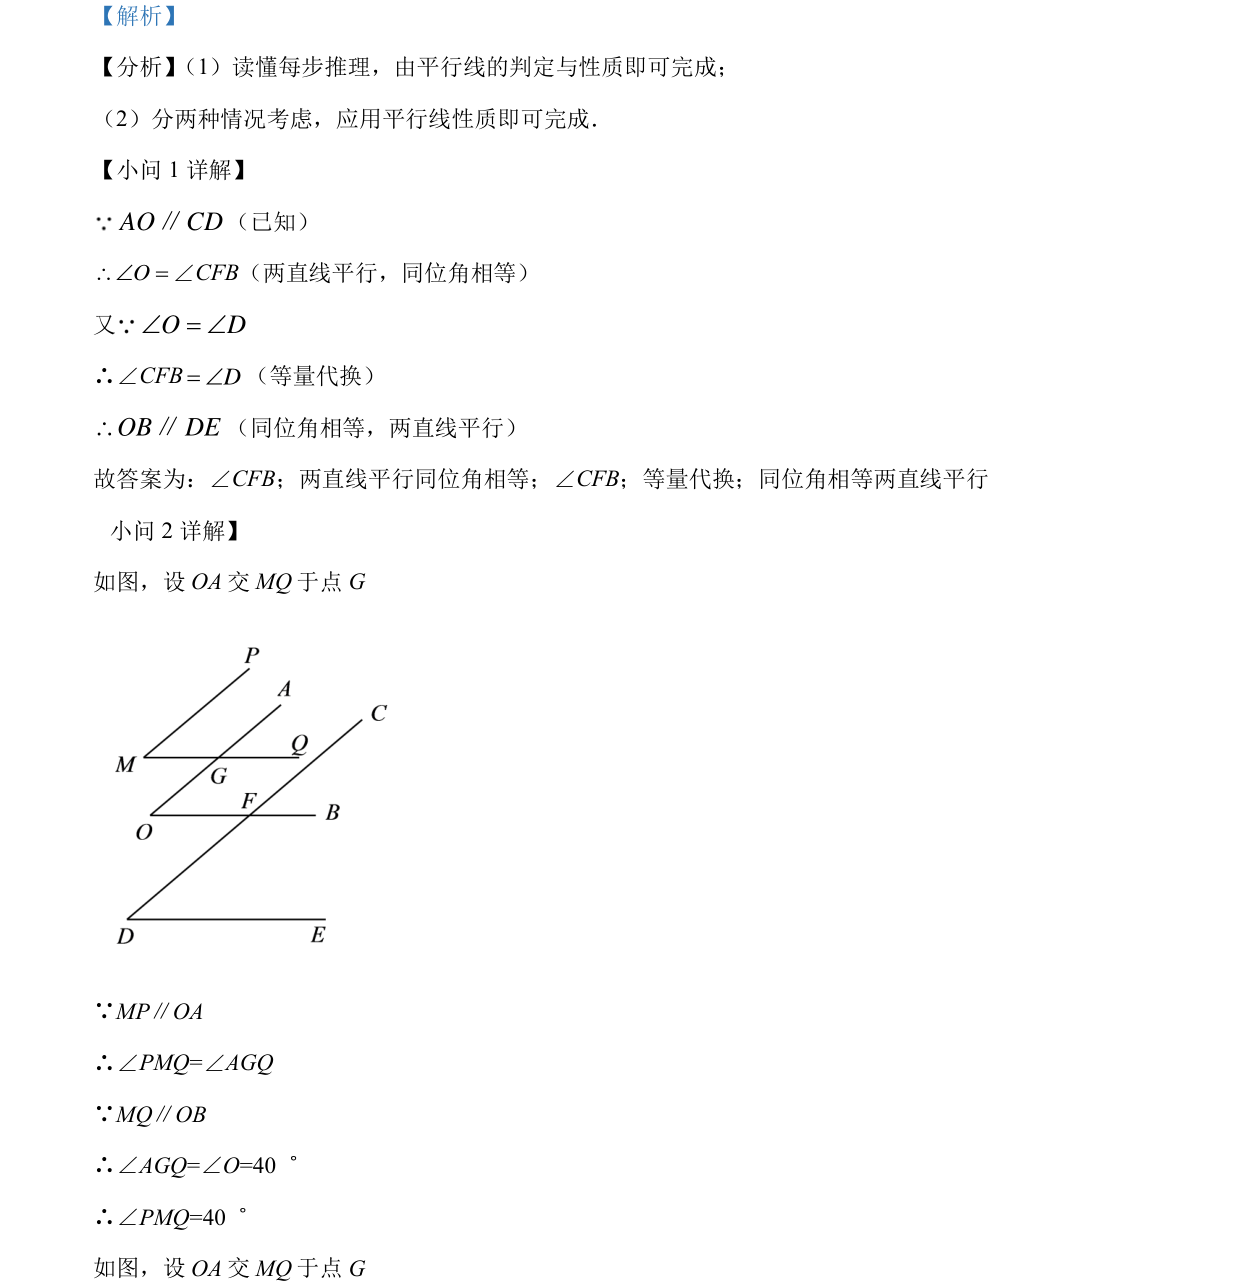 【解析】
【分析】（1）读懂每步推理，由平行线的判定与性质即可完成；
（2）分两种情况考虑，应用平行线性质即可完成．
【小问 1 详解】
∵ AO∥CD（已知）
∴∠O=∠CFB（两直线平行，同位角相等）
又∵∠O=∠D
∴∠CFB=∠D（等量代换）
∴OB∥DE（同位角相等，两直线平行）
故答案为：∠CFB；两直线平行同位角相等；∠CFB；等量代换；同位角相等两直线平行
小问 2 详解】
如图，设 OA 交 MQ 于点 G
P
A
C
Q
M
G
F
B
O
D
E
∵MP∥OA
∴∠PMQ=∠AGQ
∵MQ∥OB
∴∠AGQ=∠O=40°
∴∠PMQ=40°
如图，设 OA 交 MQ 于点 G